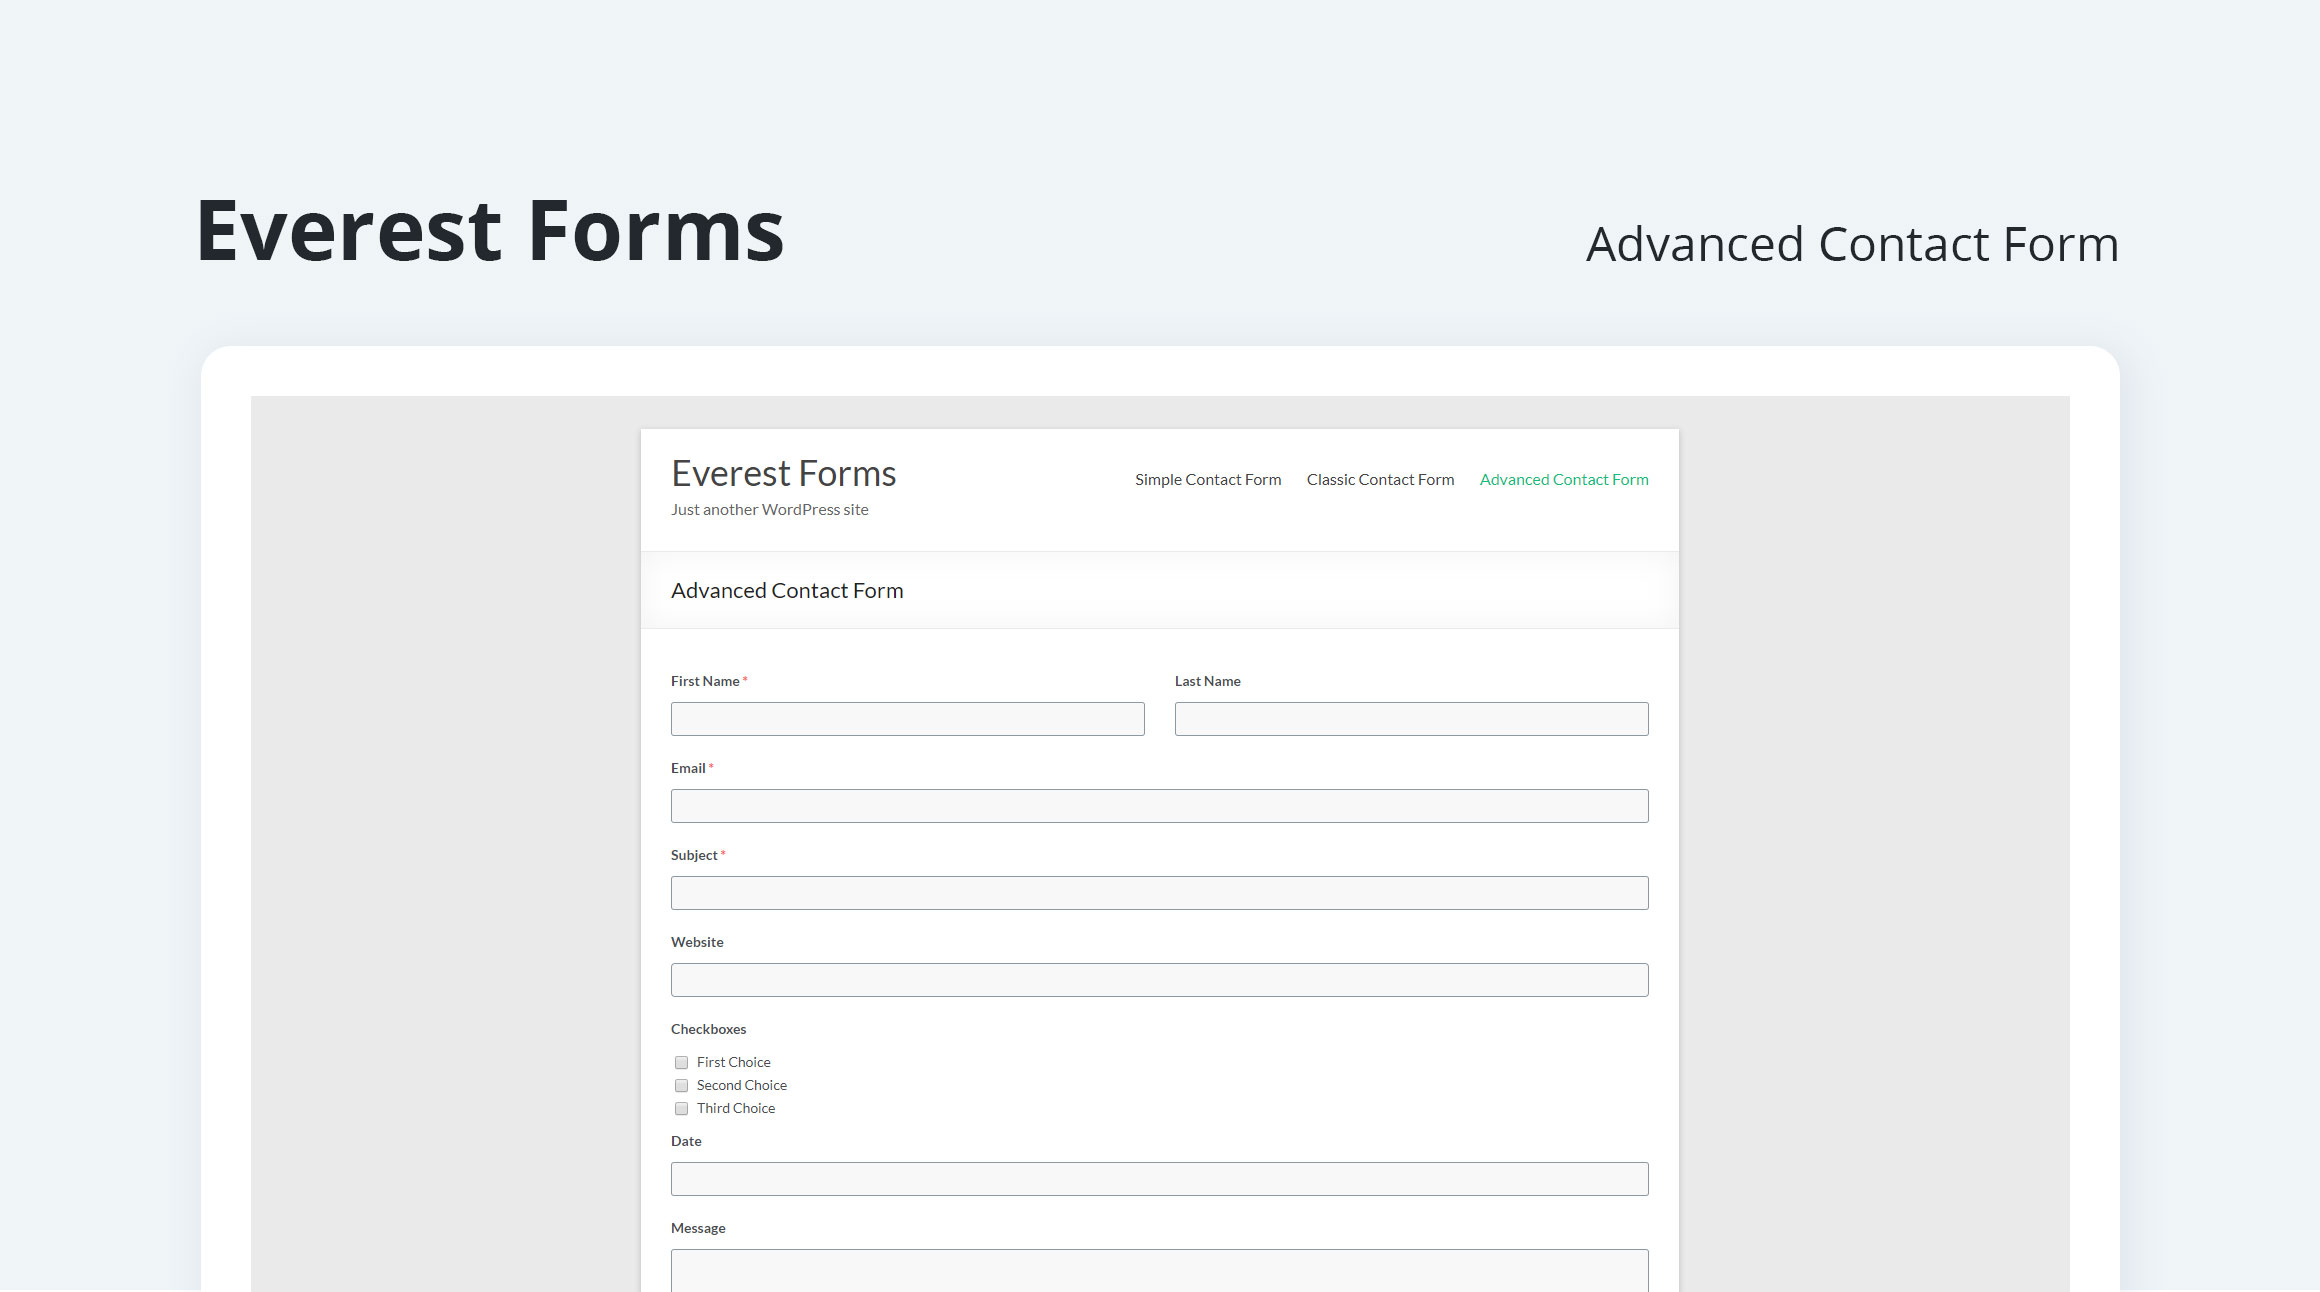 Everest Forms
Advanced Contact Form
Everest Forms
Simple Contact Form Classic Contact Form Advanced Contact Form
Just another WordPress site
Advanced Contact Form
First Name * Last Name
Email *
Subject *
Website
Checkboxes
First Choice
Second Choice
Third Choice
Date
Message